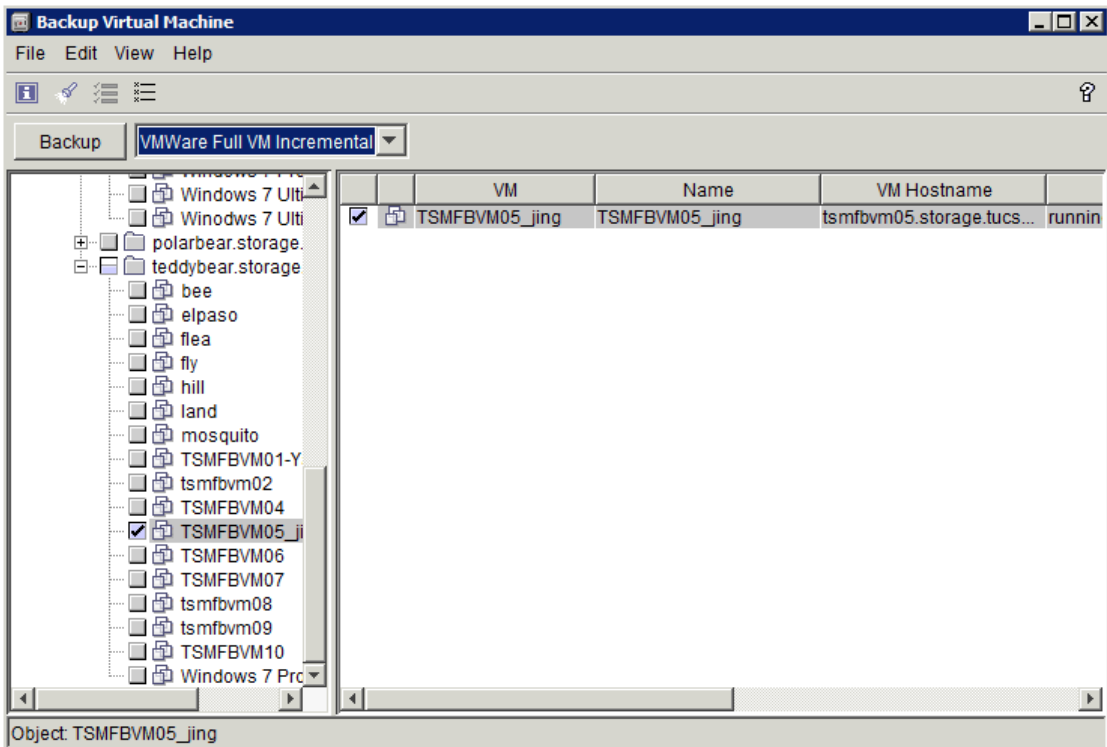 Backup Virtual Machine
File Edit View Help
Backup VMWare Full VM Incremental
VM Name VM Hostname
Windows 7 Ulti
Winodws 7 Ulti
TSMFBVM05_jing TSMFBVM05_jing tsmfbvm05.storage.tucs... runnin
polarbear.storage.
teddybear.storage
bee
elpaso
flea
fly
hill
land
mosquito
TSMFBVM01-Y
tsmfbvm02
TSMFBVM04
TSMFBVM05_ji
TSMFBVM06
TSMFBVM07
tsmfbvm08
tsmfbvm09
TSMFBVM10
Windows 7 Pro
Object: TSMFBVM05_jing